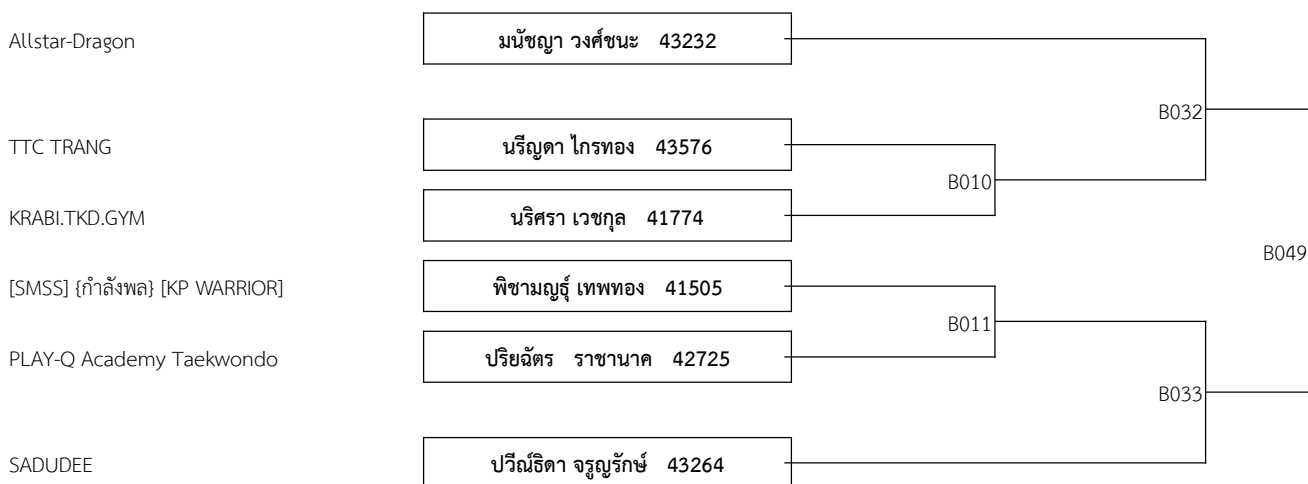 Allstar-Dragon มนัชญา วงศ์ชนะ 43232
B032
TTC TRANG นรีญดา ไกรทอง 43576
B010
KRABI.TKD.GYM นริศรา เวชกุล 41774
B049
[SMSS] {กำลังพล} [KP WARRIOR] พิชามญธุ์ เทพทอง 41505
B011
PLAY-Q Academy Taekwondo ปริยฉัตร ราชานาค 42725
B033
SADUDEE ปวีณ์ธิดา จรูญรักษ์ 43264